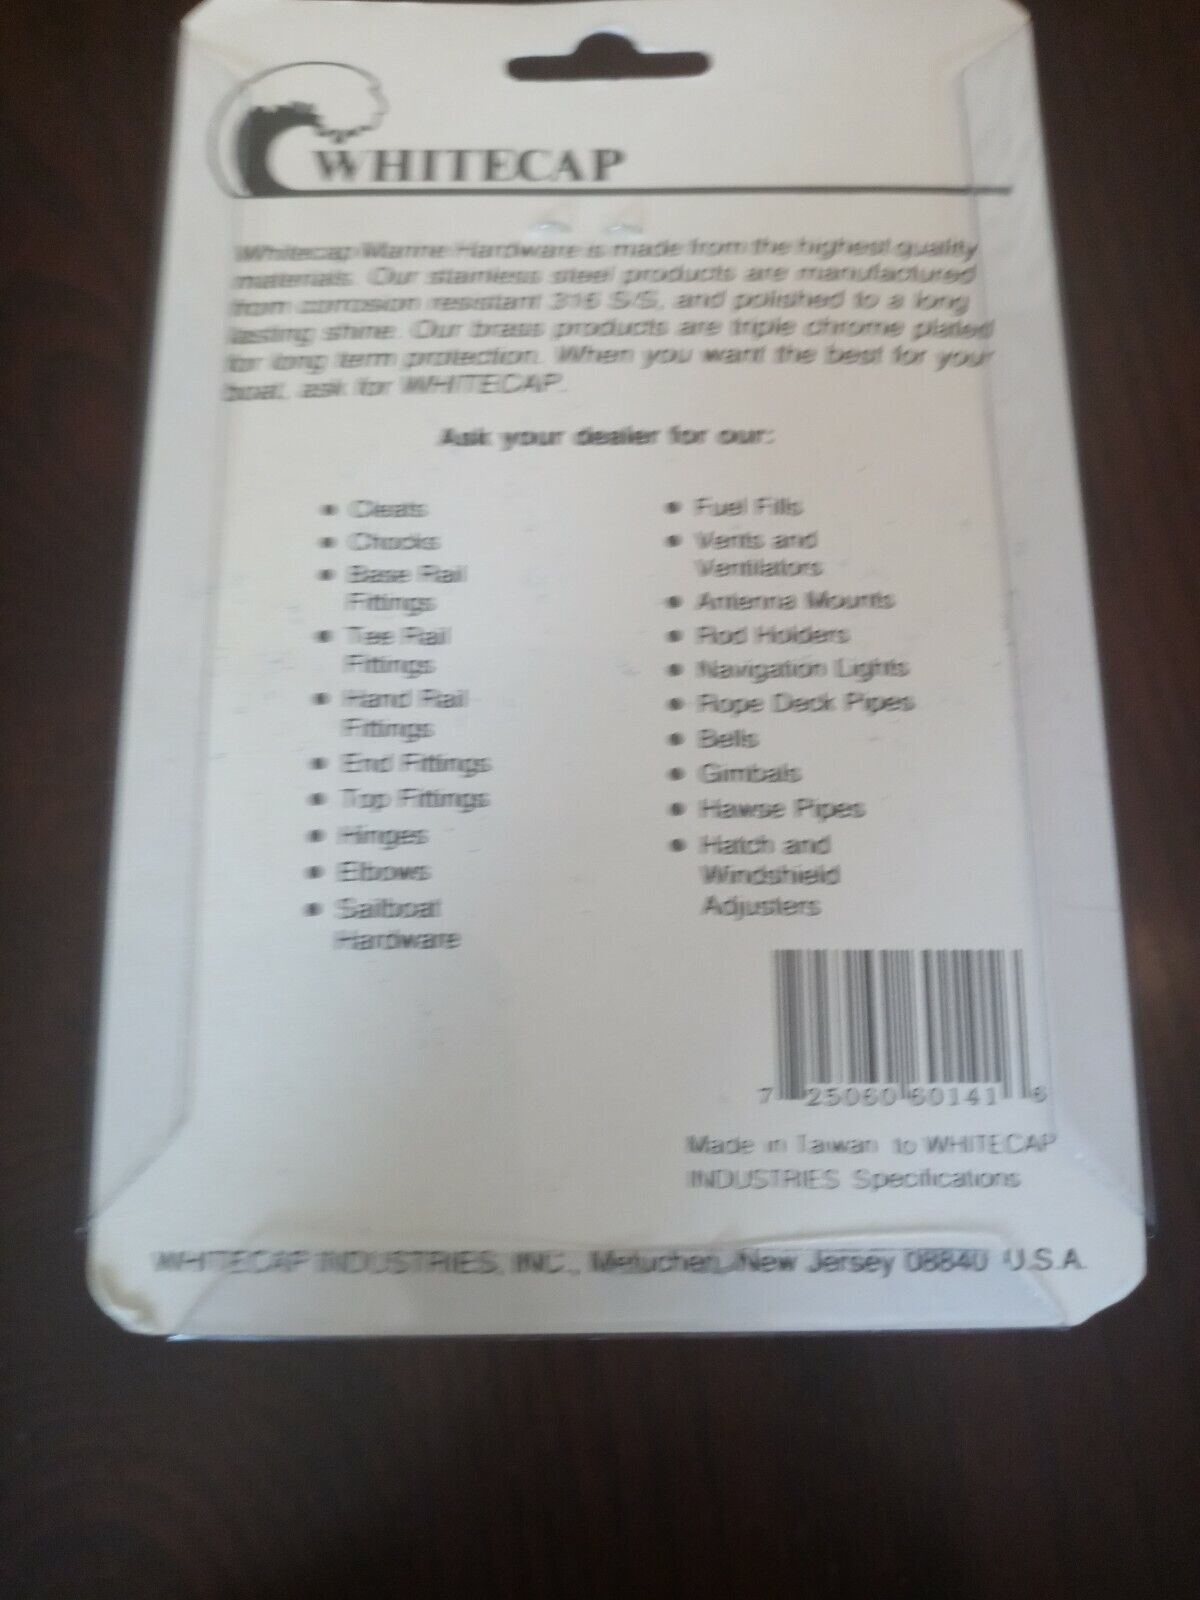 WHITECAP
Whitecap Marine Hardware is made from the highest quality
materials. Our stainless steel products are manufactured
from corrosion resistant 316 S/S, and polished to a long
lasting shine. Our brass products are triple chrome plated
for long term protection. When you want the best for your
boat, ask for WHITECAP.
Ask your dealer for our:
• Cleats
• Chocks
• Base Rail
Fittings
• Tee Rail
Fittings
• Hand Rail
Fittings
• End Fittings
• Top Fittings
• Hinges
• Elbows
• Sailboat
Hardware
• Fuel Fills
• Vents and
Ventilators
• Antenna Mounts
• Rod Holders
• Navigation Lights
• Rope Deck Pipes
• Bells
• Gimbals
• Hawse Pipes
• Hatch and
Windshield
Adjusters
7 25060 60141 6
Made in Taiwan to WHITECAP
INDUSTRIES Specifications
WHITECAP INDUSTRIES, INC., Metuchen, New Jersey 08840 U.S.A.